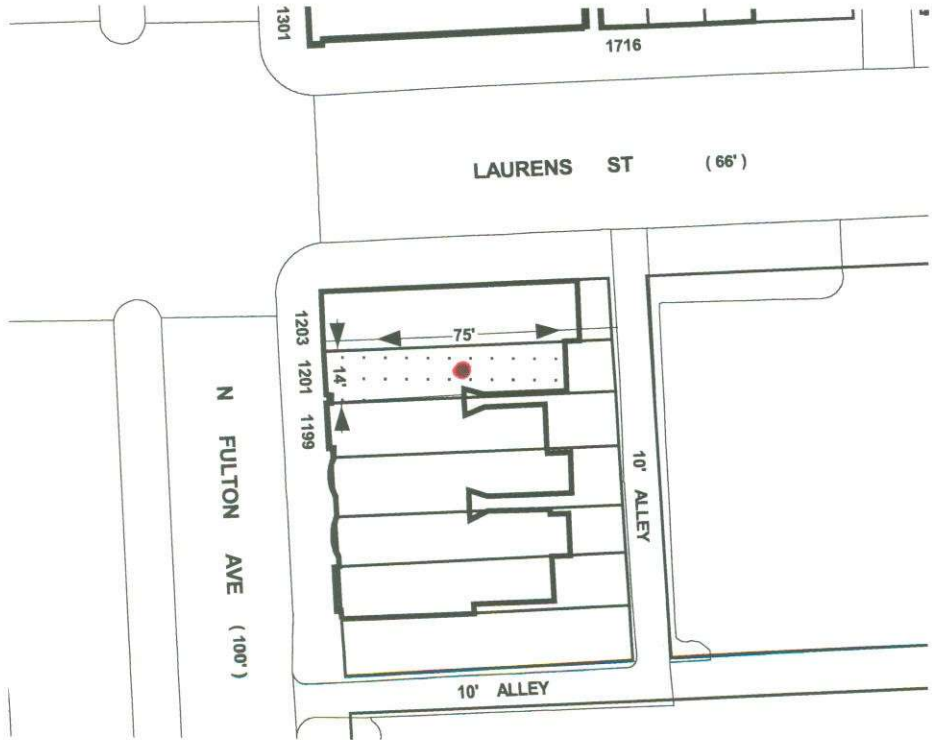 1301
1716
LAURENS ST (66')
1203
75'
1201
14'
1199
N FULTON AVE (100')
10' ALLEY
10' ALLEY